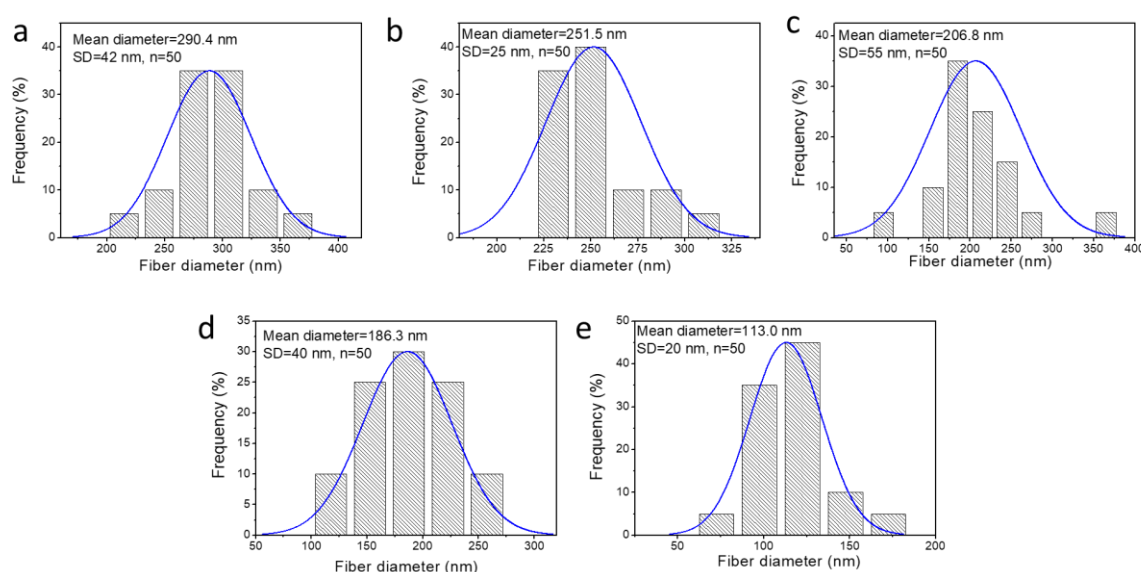 a
Mean diameter=290.4 nm
SD=42 nm, n=50
Frequency (%)
40
30
20
10
0
200
250
300
350
400
Fiber diameter (nm)
b
Mean diameter=251.5 nm
SD=25 nm, n=50
Frequency (%)
40
30
20
10
0
200
225
250
275
300
325
Fiber diameter (nm)
c
Mean diameter=206.8 nm
SD=55 nm, n=50
Frequency (%)
40
30
20
10
0
50
100
150
200
250
300
350
400
Fiber diameter (nm)
d
Mean diameter=186.3 nm
SD=40 nm, n=50
Frequency (%)
35
30
25
20
15
10
5
0
50
100
150
200
250
300
Fiber diameter (nm)
e
Mean diameter=113.0 nm
SD=20 nm, n=50
Frequency (%)
50
40
30
20
10
0
50
100
150
200
Fiber diameter (nm)